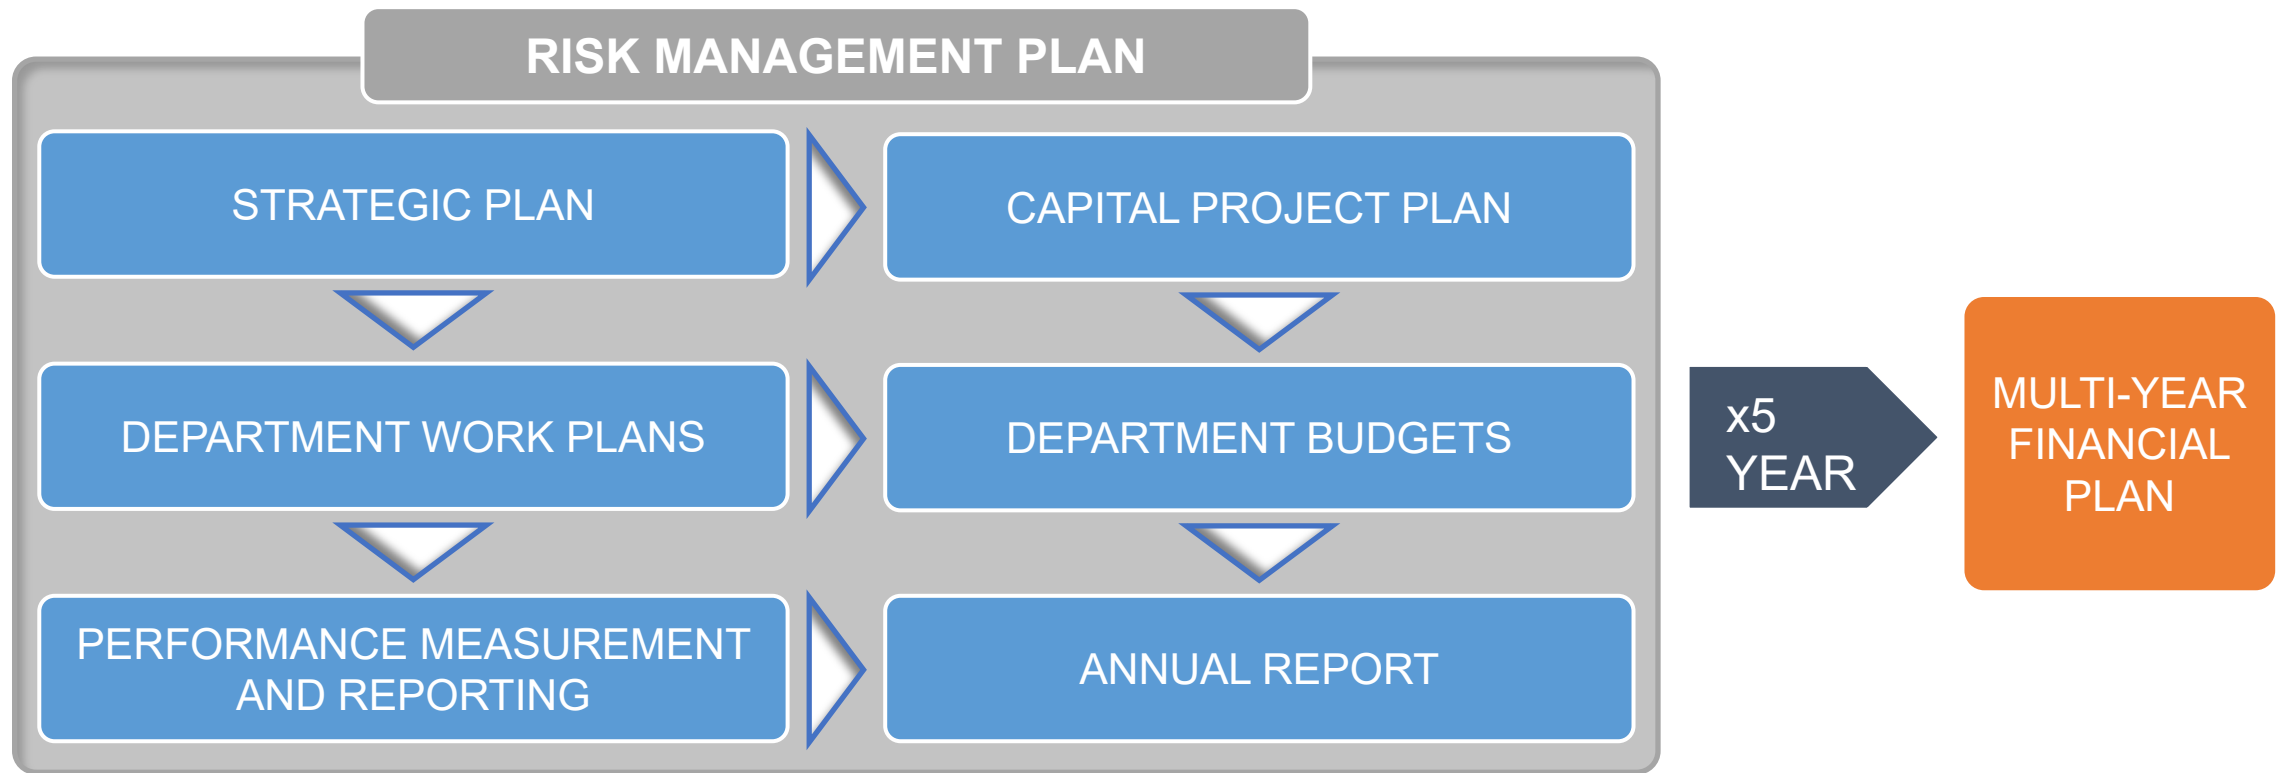 RISK MANAGEMENT PLAN
STRATEGIC PLAN
CAPITAL PROJECT PLAN
DEPARTMENT WORK PLANS
DEPARTMENT BUDGETS
PERFORMANCE MEASUREMENT
AND REPORTING
ANNUAL REPORT
x5
YEAR
MULTI-YEAR
FINANCIAL
PLAN